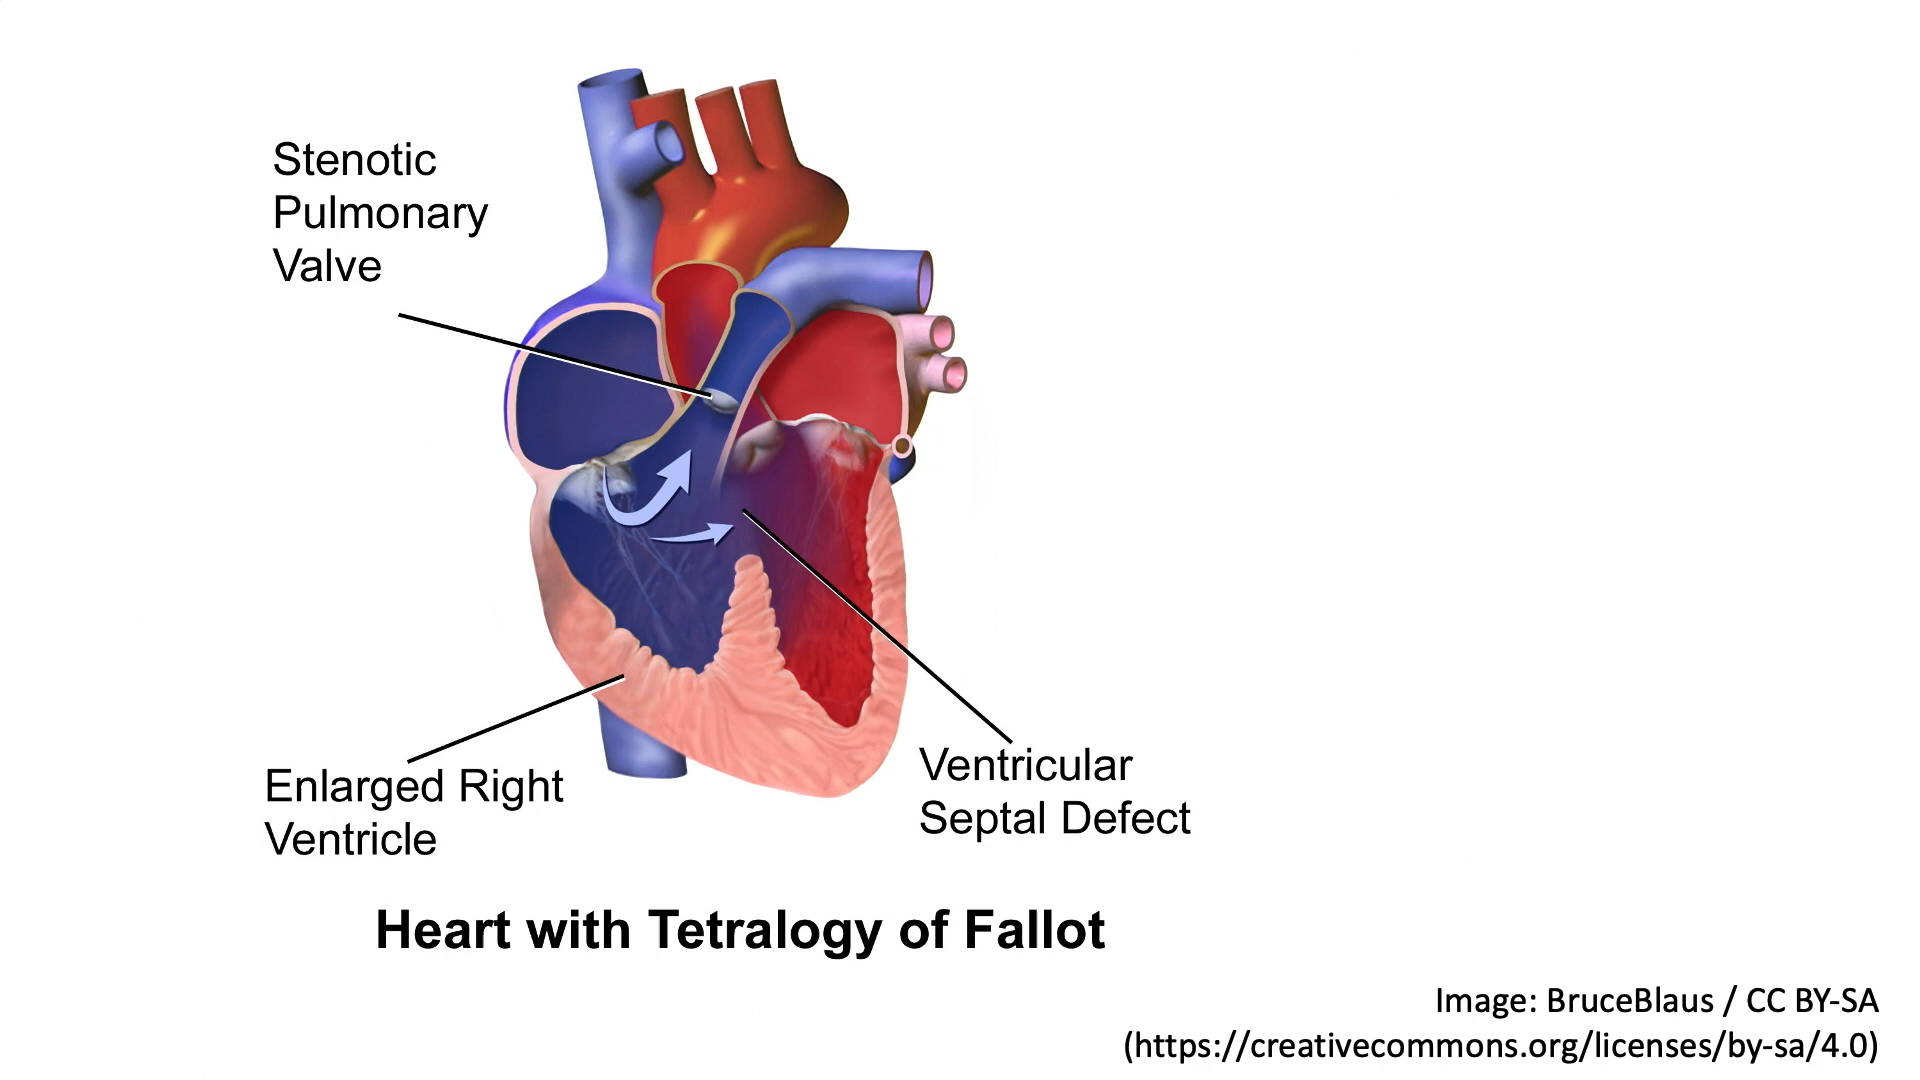 Stenotic
Pulmonary
Valve
Enlarged Right
Ventricle
Ventricular
Septal Defect
Heart with Tetralogy of Fallot
Image: BruceBlaus / CC BY-SA
(https://creativecommons.org/licenses/by-sa/4.0)